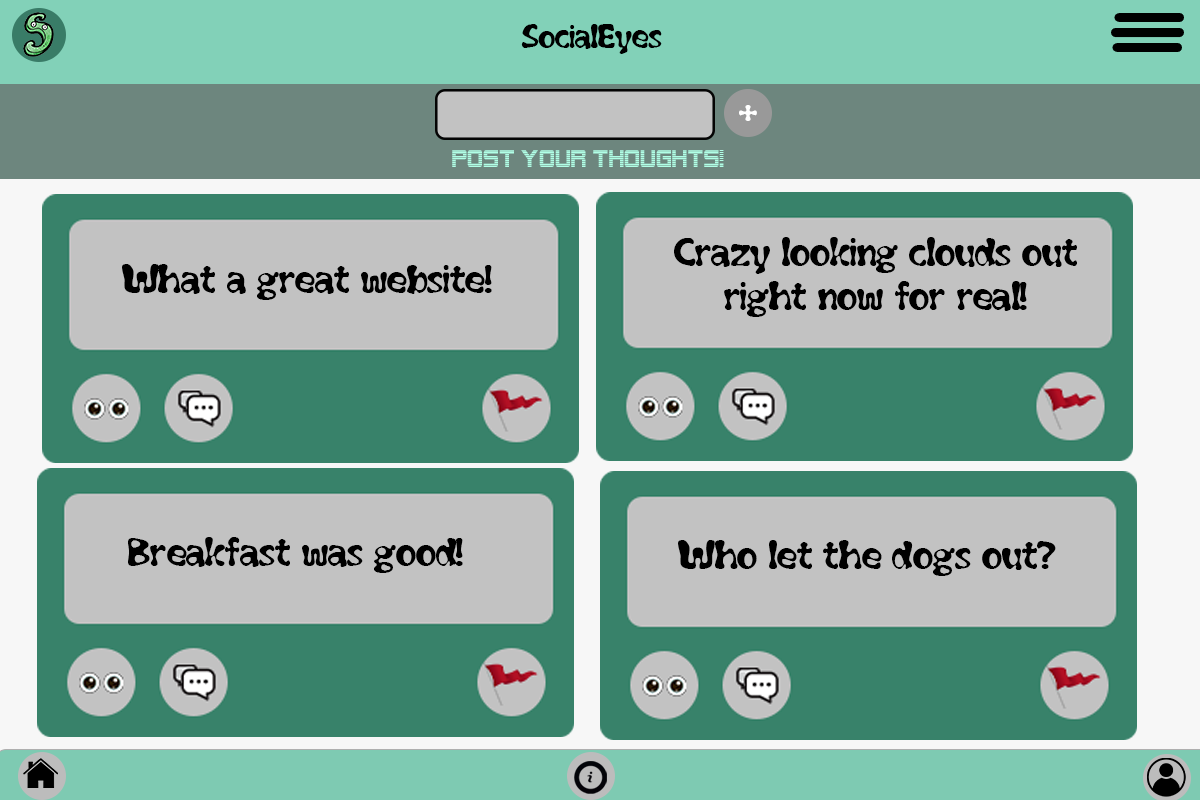 S
SocialEyes
POST YOUR THOUGHTS!
What a great website!
Crazy looking clouds out
right now for real!
Breakfast was good!
Who let the dogs out?
i